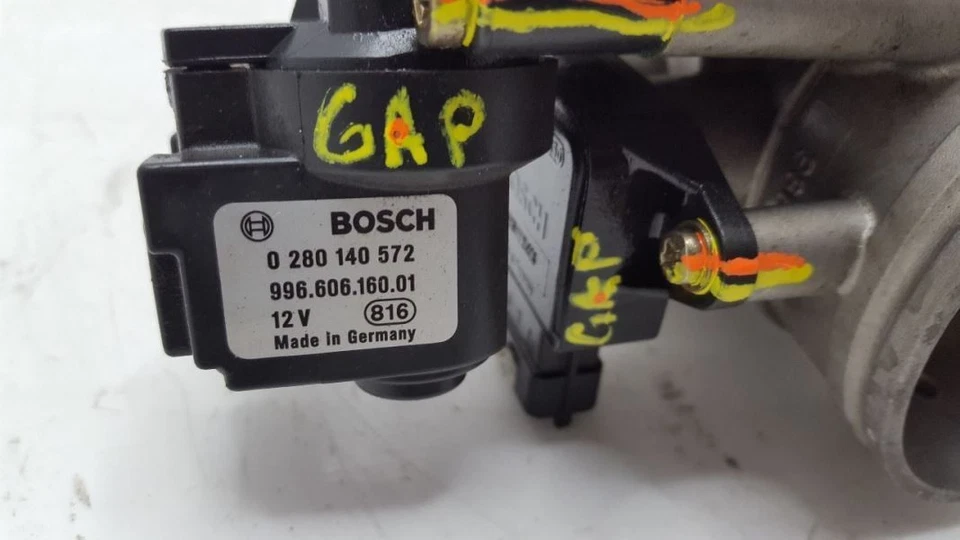 GAP
BOSCH
0 280 140 572
996.606.160.01
12 V 816
Made in Germany
GAP